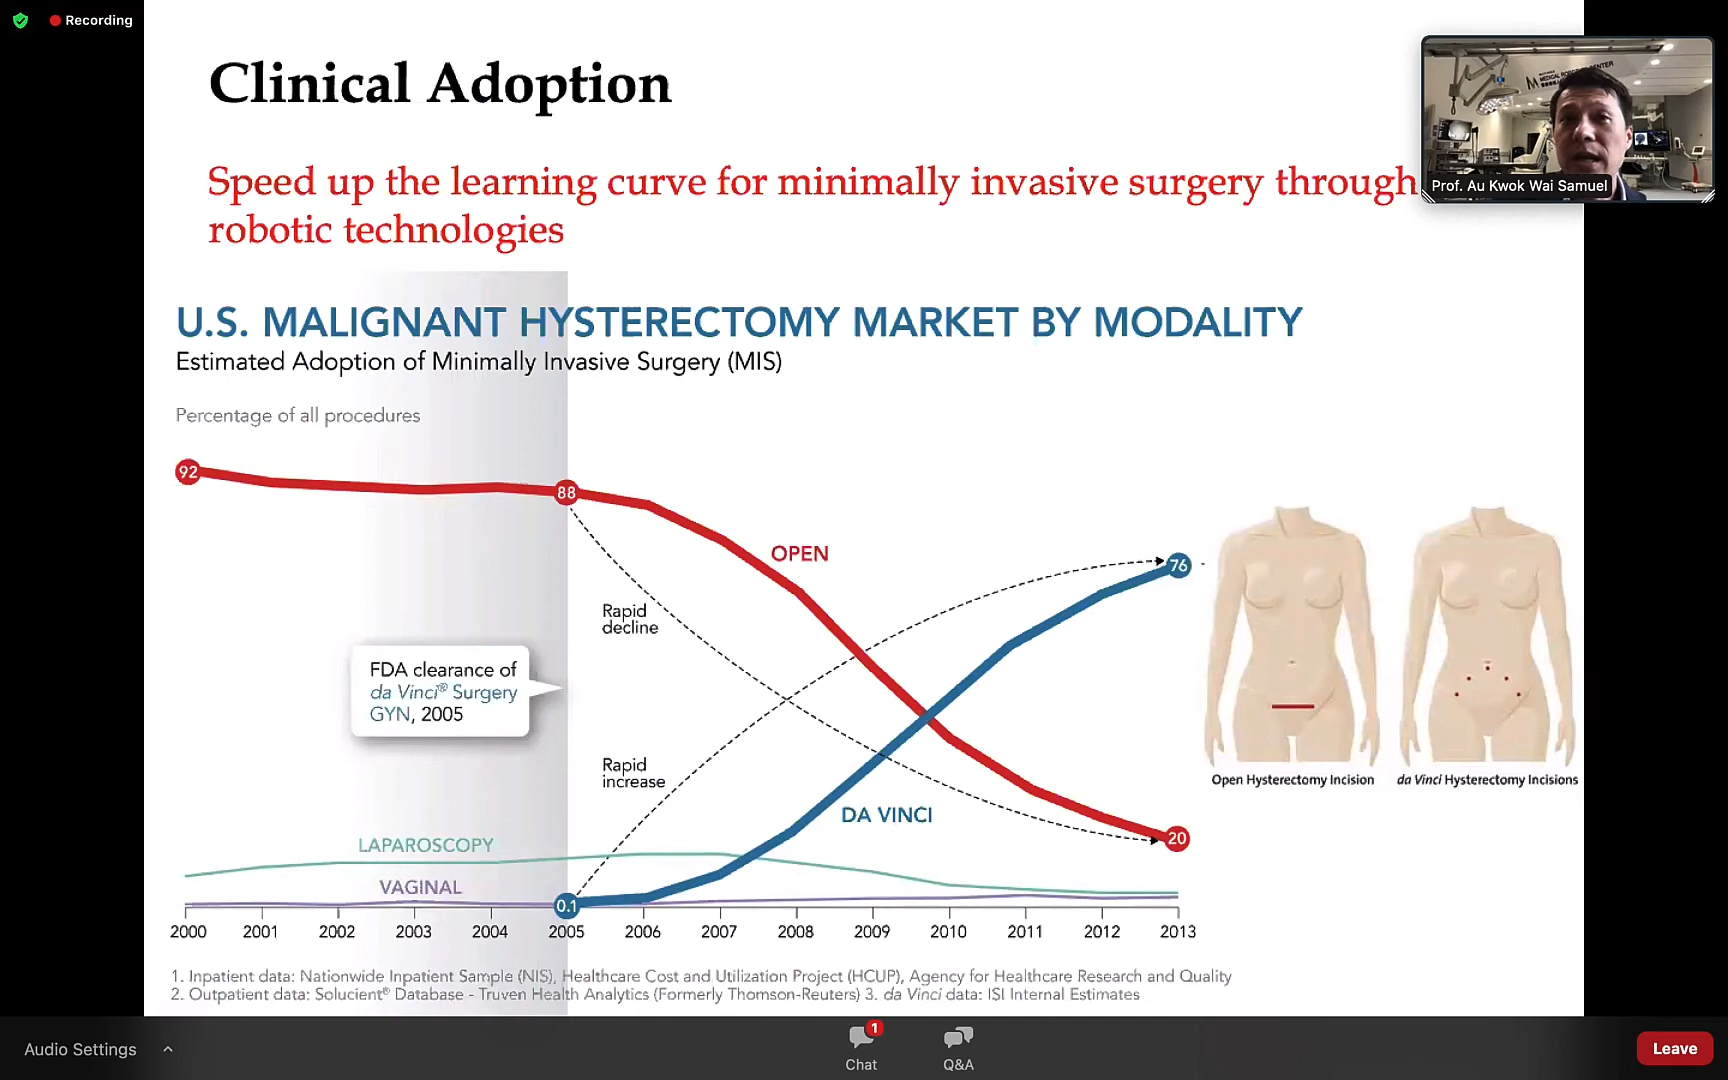 Recording
Clinical Adoption
Speed up the learning curve for minimally invasive surgery through
robotic technologies
MEDICAL ROBOTICS CENTER
Prof. Au Kwok Wai Samuel
U.S. MALIGNANT HYSTERECTOMY MARKET BY MODALITY
Estimated Adoption of Minimally Invasive Surgery (MIS)
Percentage of all procedures
92
88
OPEN
76
Rapid
decline
FDA clearance of
da Vinci® Surgery
GYN, 2005
Rapid
increase
DA VINCI
20
LAPAROSCOPY
VAGINAL
0.1
Open Hysterectomy Incision
da Vinci Hysterectomy Incisions
2000 2001 2002 2003 2004 2005 2006 2007 2008 2009 2010 2011 2012 2013
1. Inpatient data: Nationwide Inpatient Sample (NIS), Healthcare Cost and Utilization Project (HCUP), Agency for Healthcare Research and Quality
2. Outpatient data: Solucient® Database - Truven Health Analytics (Formerly Thomson-Reuters) 3. da Vinci data: ISI Internal Estimates
Audio Settings
1
Chat
Q&A
Leave